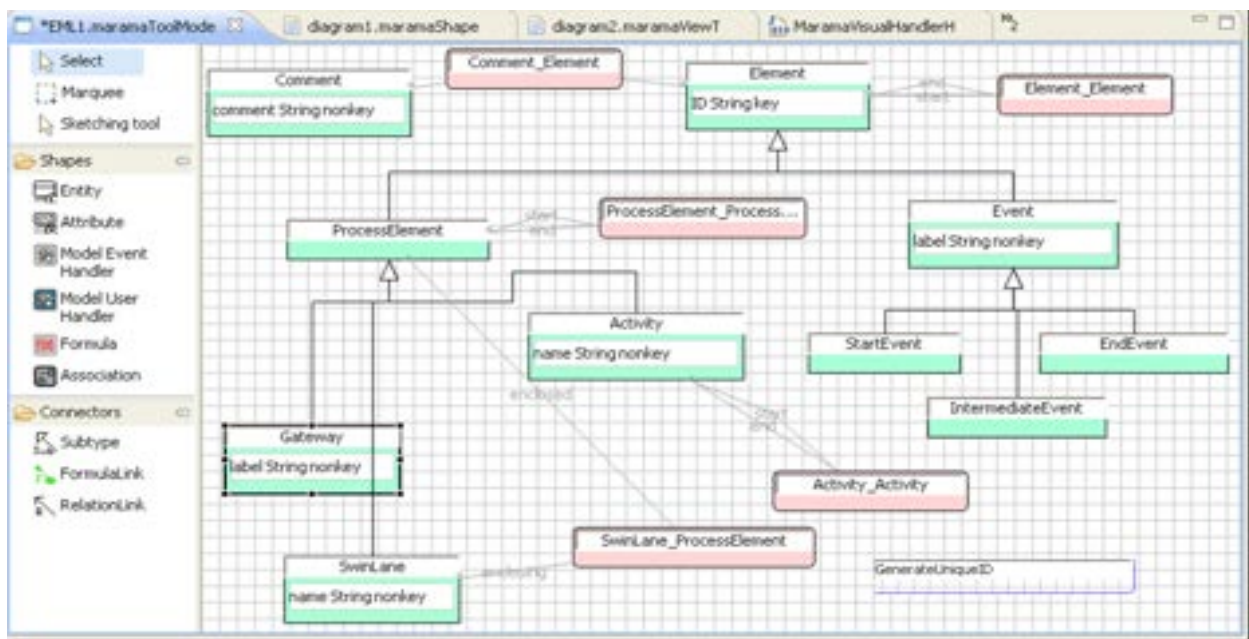 *EML1.maramaToolMode
diagram1.maramaShape
diagram2.maramaViewT
MaramaVisualHandlerH
Select
Marquee
Sketching tool
Shapes
Entity
Attribute
Model Event
Handler
Model User
Handler
Formula
Association
Connectors
Subtype
FormulaLink
RelationLink
Comment
comment String nonkey
Comment_Element
Element
ID String key
end
start
Element_Element
ProcessElement
start
end
ProcessElement_Process....
Event
label String nonkey
Activity
name String nonkey
StartEvent
EndEvent
enclosed
IntermediateEvent
start
end
Gateway
label String nonkey
Activity_Activity
SwinLane_ProcessElement
SwinLane
name String nonkey
enclosing
GenerateUniqueID